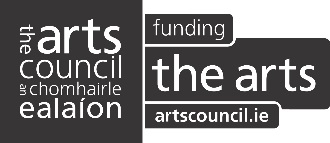 the arts
council
an chomhairle
ealaíon
funding
the arts
artscouncil.ie